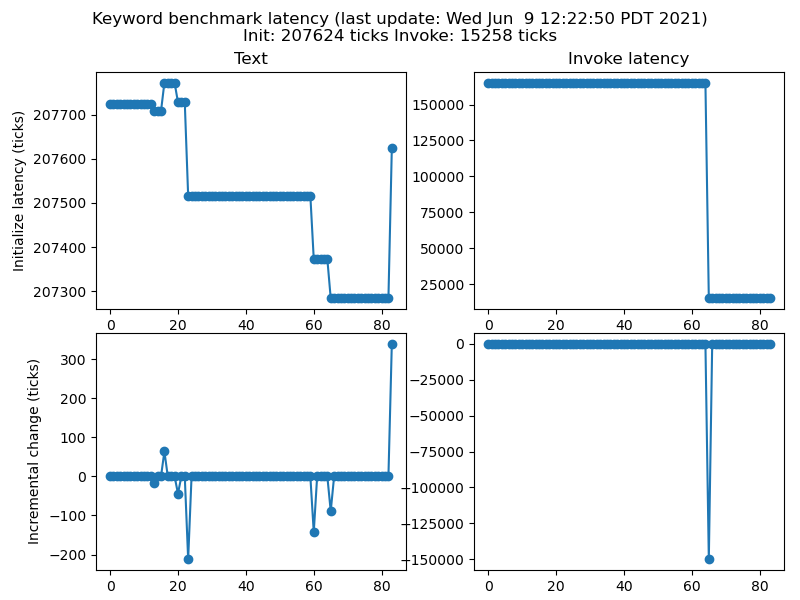 Keyword benchmark latency (last update: Wed Jun  9 12:22:50 PDT 2021)
Init: 207624 ticks Invoke: 15258 ticks
Text
Initialize latency (ticks)
207700
207600
207500
207400
207300
0 20 40 60 80
Invoke latency
150000
125000
100000
75000
50000
25000
0 20 40 60 80
Incremental change (ticks)
300
200
100
0
−100
−200
0 20 40 60 80
0
−25000
−50000
−75000
−100000
−125000
−150000
0 20 40 60 80